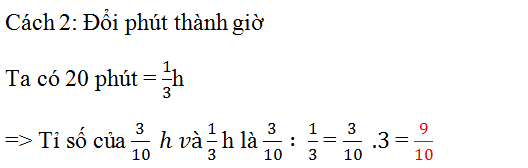 Cách 2: Đổi phút thành giờ
Ta có 20 phút = 1/3h
=> Tỉ số của 3/10 h và 1/3 h là 3/10 : 1/3 = 3/10 .3 = 9/10